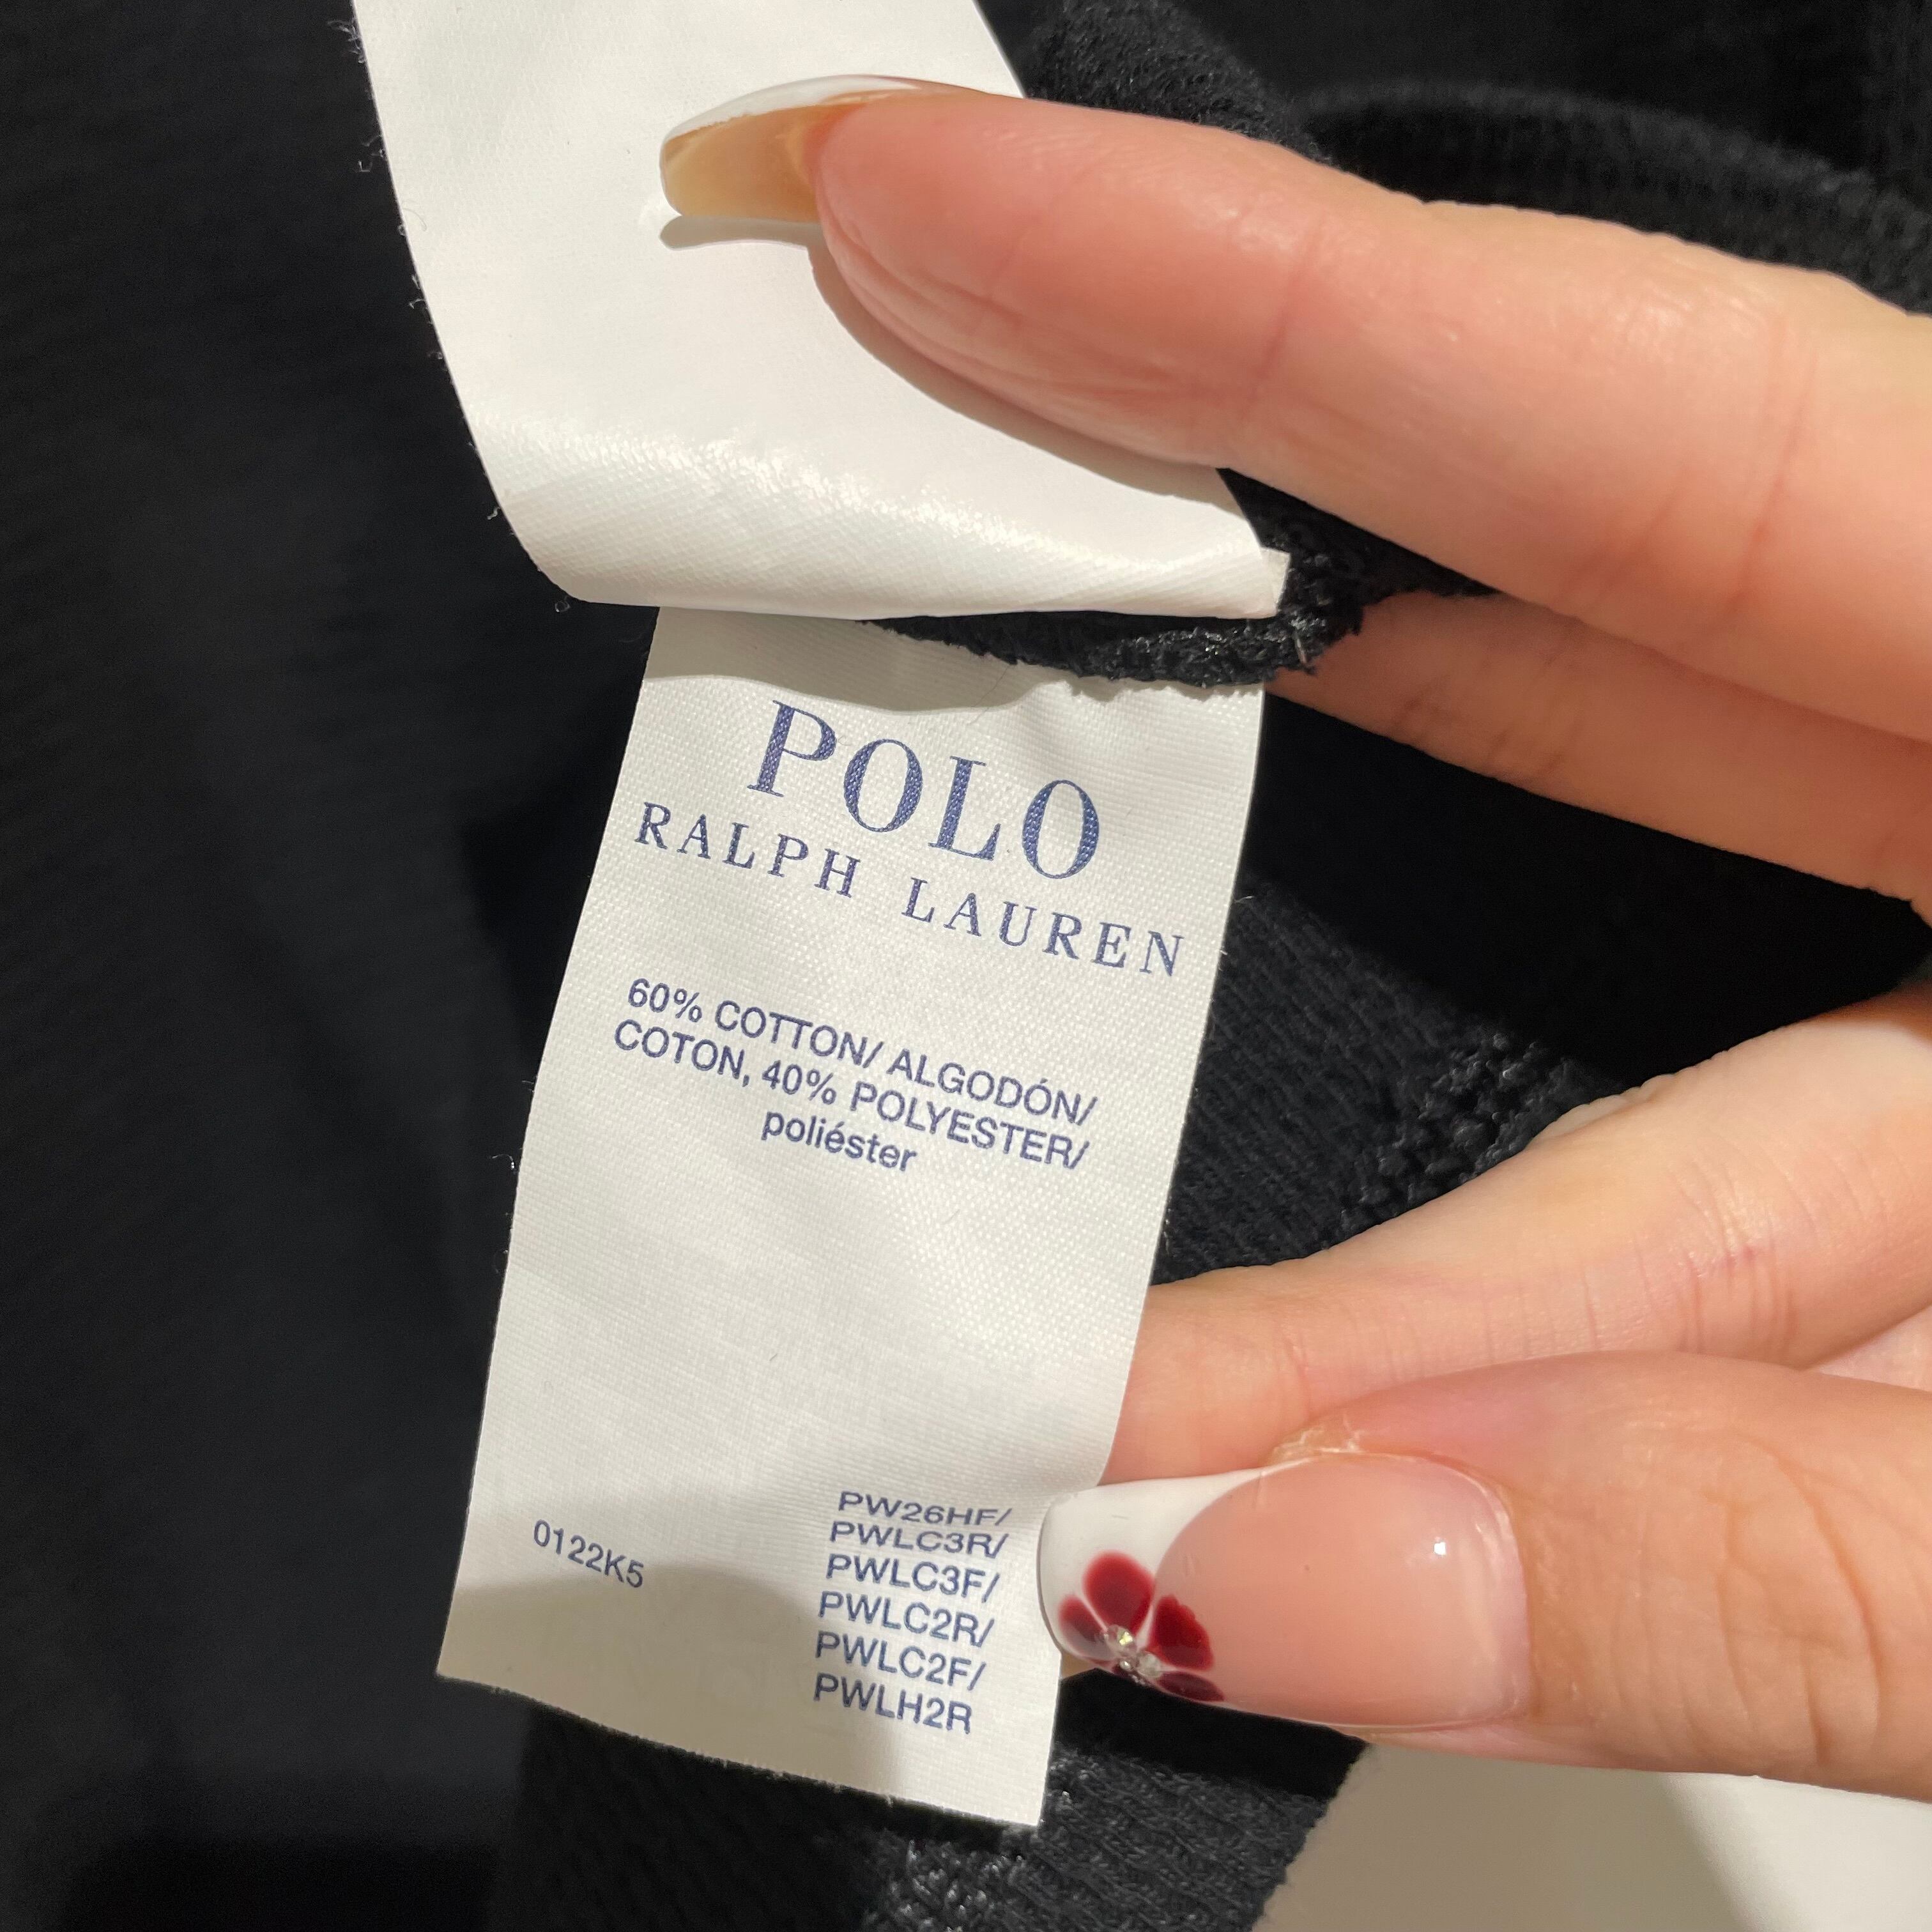 POLO
RALPH LAUREN
60% COTTON/ ALGODÓN/
COTON, 40% POLYESTER/
poliéster
0122K5
PW26HF/
PWLC3R/
PWLC3F/
PWLC2R/
PWLC2F/
PWLH2R